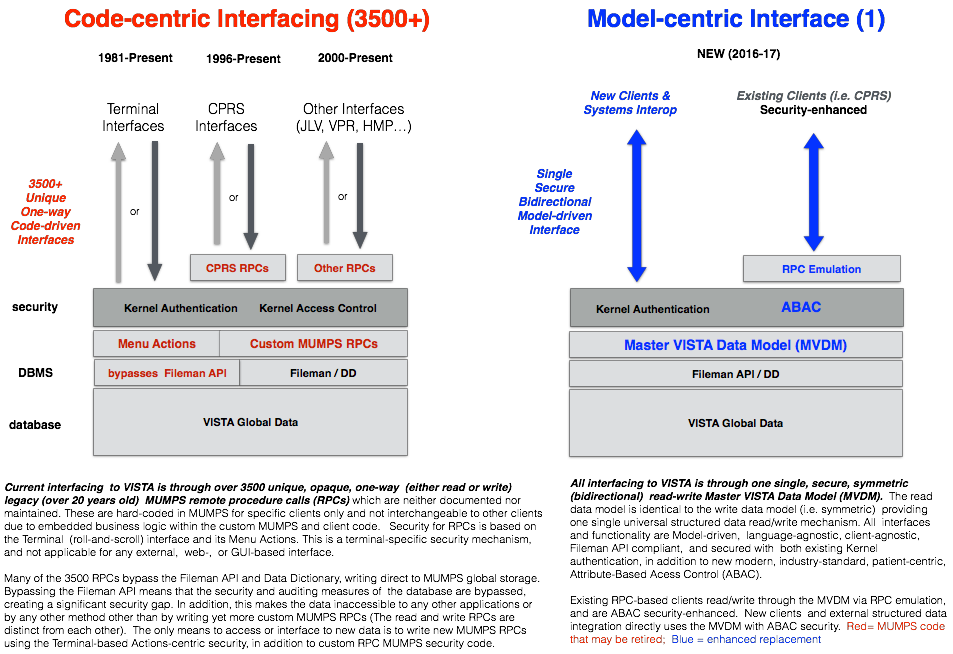 Code-centric Interfacing (3500+)
1981-Present
1996-Present
2000-Present
Terminal
Interfaces
CPRS
Interfaces
Other Interfaces
(JLV, VPR, HMP...)
3500+
Unique
One-way
Code-driven
Interfaces
or
or
or
CPRS RPCs
Other RPCs
security
Kernel Authentication
Kernel Access Control
Menu Actions
Custom MUMPS RPCs
DBMS
bypasses Fileman API
Fileman / DD
database
VISTA Global Data
Current interfacing to VISTA is through over 3500 unique, opaque, one-way (either read or write)
legacy (over 20 years old) MUMPS remote procedure calls (RPCs) which are neither documented nor
maintained. These are hard-coded in MUMPS for specific clients only and not interchangeable to other clients
due to embedded business logic within the custom MUMPS and client code. Security for RPCs is based on
the Terminal (roll-and-scroll) interface and its Menu Actions. This is a terminal-specific security mechanism,
and not applicable for any external, web-, or GUI-based interface.
Many of the 3500 RPCs bypass the Fileman API and Data Dictionary, writing direct to MUMPS global storage.
Bypassing the Fileman API means that the security and auditing measures of the database are bypassed,
creating a significant security gap. In addition, this makes the data inaccessible to any other applications or
by any other method other than by writing yet more custom MUMPS RPCs (The read and write RPCs are
distinct from each other). The only means to access or interface to new data is to write new MUMPS RPCs
using the Terminal-based Actions-centric security, in addition to custom RPC MUMPS security code.
Model-centric Interface (1)
NEW (2016-17)
New Clients &
Systems Interop
Existing Clients (i.e. CPRS)
Security-enhanced
Single
Secure
Bidirectional
Model-driven
Interface
RPC Emulation
Kernel Authentication
ABAC
Master VISTA Data Model (MVDM)
Fileman API / DD
VISTA Global Data
All interfacing to VISTA is through one single, secure, symmetric
(bidirectional) read-write Master VISTA Data Model (MVDM). The read
data model is identical to the write data model (i.e. symmetric) providing
one single universal structured data read/write mechanism. All interfaces
and functionality are Model-driven, language-agnostic, client-agnostic,
Fileman API compliant, and secured with both existing Kernel
authentication, in addition to new modern, industry-standard, patient-centric,
Attribute-Based Acess Control (ABAC).
Existing RPC-based clients read/write through the MVDM via RPC emulation,
and are ABAC security-enhanced. New clients and external structured data
integration directly uses the MVDM with ABAC security. Red= MUMPS code
that may be retired; Blue = enhanced replacement